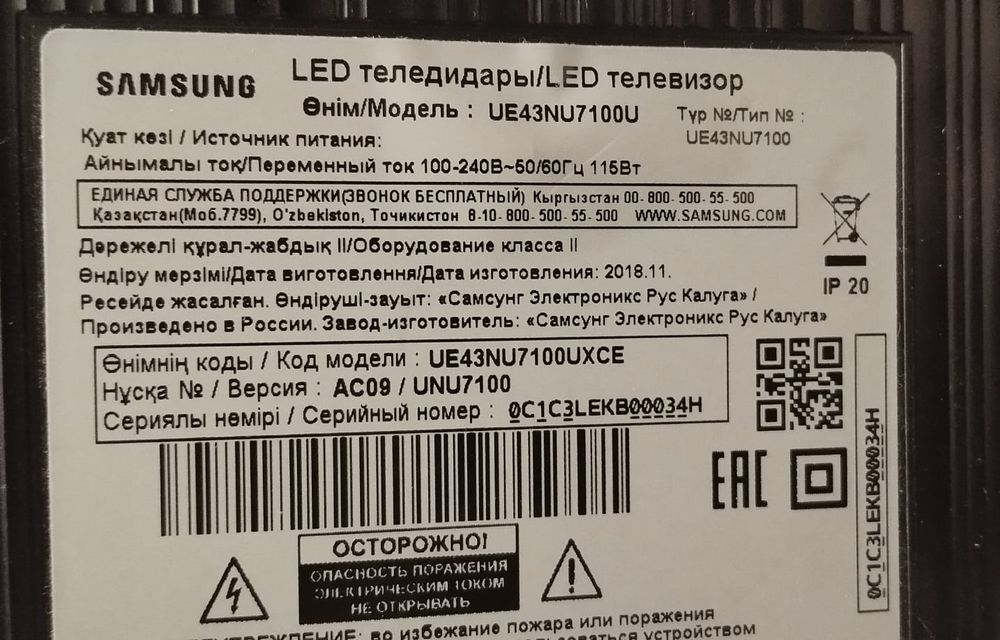 SAMSUNG
LED теледидары/LED телевизор
Өнім/Модель : UE43NU7100U
Түр №/Тип № :
UE43NU7100
Қуат көзі / Источник питания:
Айнымалы тоқ/Переменный ток 100-240В~50/60Гц 115Вт
ЕДИНАЯ СЛУЖБА ПОДДЕРЖКИ(ЗВОНОК БЕСПЛАТНЫЙ) Кыргызстан 00-800-500-55-500
Қазақстан(Моб.7799), O'zbekiston, Точикистон 8-10-800-500-55-500 WWW.SAMSUNG.COM
Дәрежелі құрал-жабдық II/Оборудование класса II
Өндіру мерзімі/Дата виготовлення/Дата изготовления: 2018.11.
IP 20
Ресейде жасалған. Өндіруші-зауыт: «Самсунг Электроникс Рус Калуга» /
Произведено в России. Завод-изготовитель: «Самсунг Электроникс Рус Калуга»
Өнімнің коды / Код модели : UE43NU7100UXCE
Нұсқа № / Версия : AC09 / UNU7100
Сериялы нөмірі / Серийный номер : 0C1C3LEKB00034H
0C1C3LEKB00034H
EAC
ОСТОРОЖНО!
ОПАСНОСТЬ ПОРАЖЕНИЯ
ЭЛЕКТРИЧЕСКИМ ТОКОМ
НЕ ОТКРЫВАТЬ
во избежание пожара или поражения
устройством